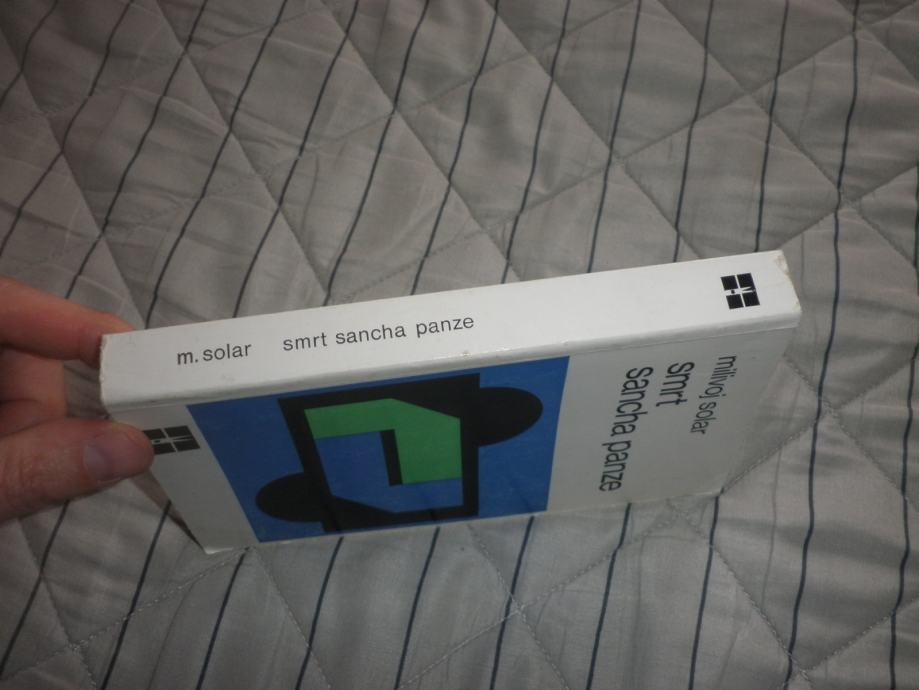 m. solar smrt sancha panze
milivoj solar
smrt
sancha panze